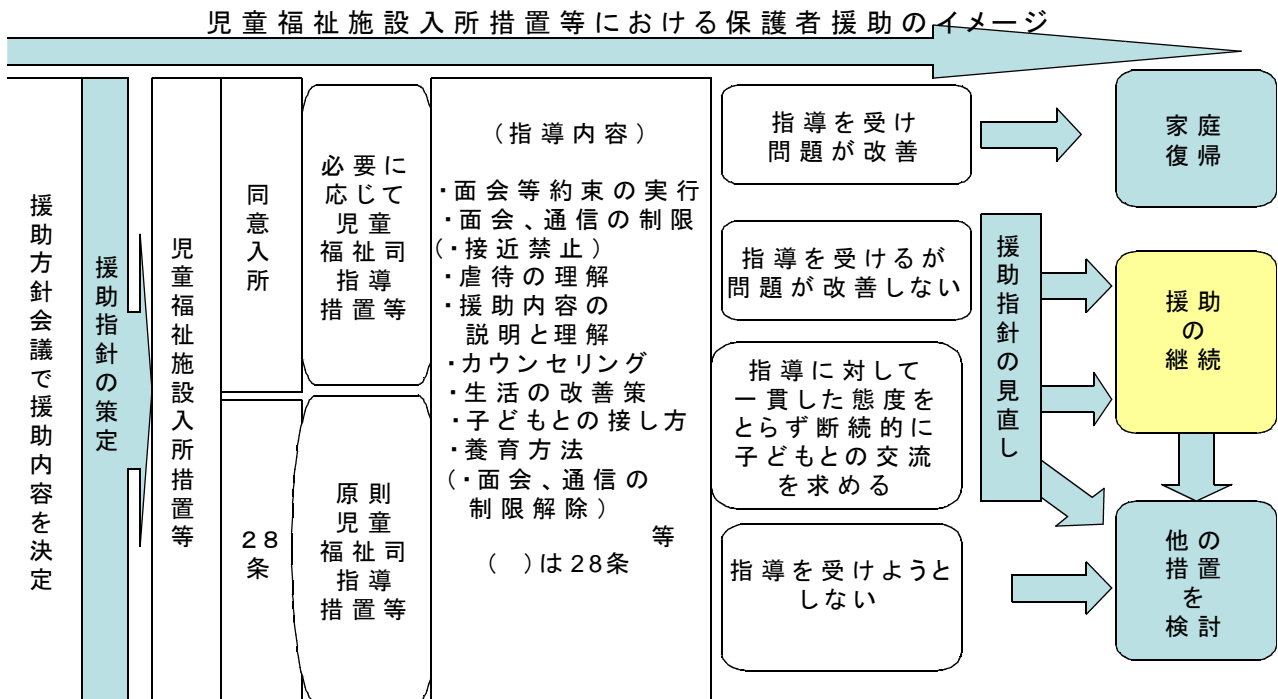 児童福祉施設入所措置等における保護者援助のイメージ
援助方針会議で援助内容を決定
援助指針の策定
児童福祉施設入所措置等
同意入所
28
条
必要に
応じて
児童
福祉司
指導
措置等
原則
児童
福祉司
指導
措置等
（指導内容）
・面会等約束の実行
・面会、通信の制限
（・接近禁止）
・虐待の理解
・援助内容の
説明と理解
・カウンセリング
・生活の改善策
・子どもとの接し方
・養育方法
（・面会、通信の
制限解除）
等
（　）は28条
指導を受け
問題が改善
指導を受けるが
問題が改善しない
指導に対して
一貫した態度を
とらず断続的に
子どもとの交流
を求める
指導を受けようと
しない
援助指針の見直し
家庭
復帰
援助
の
継続
他の
措置
を
検討